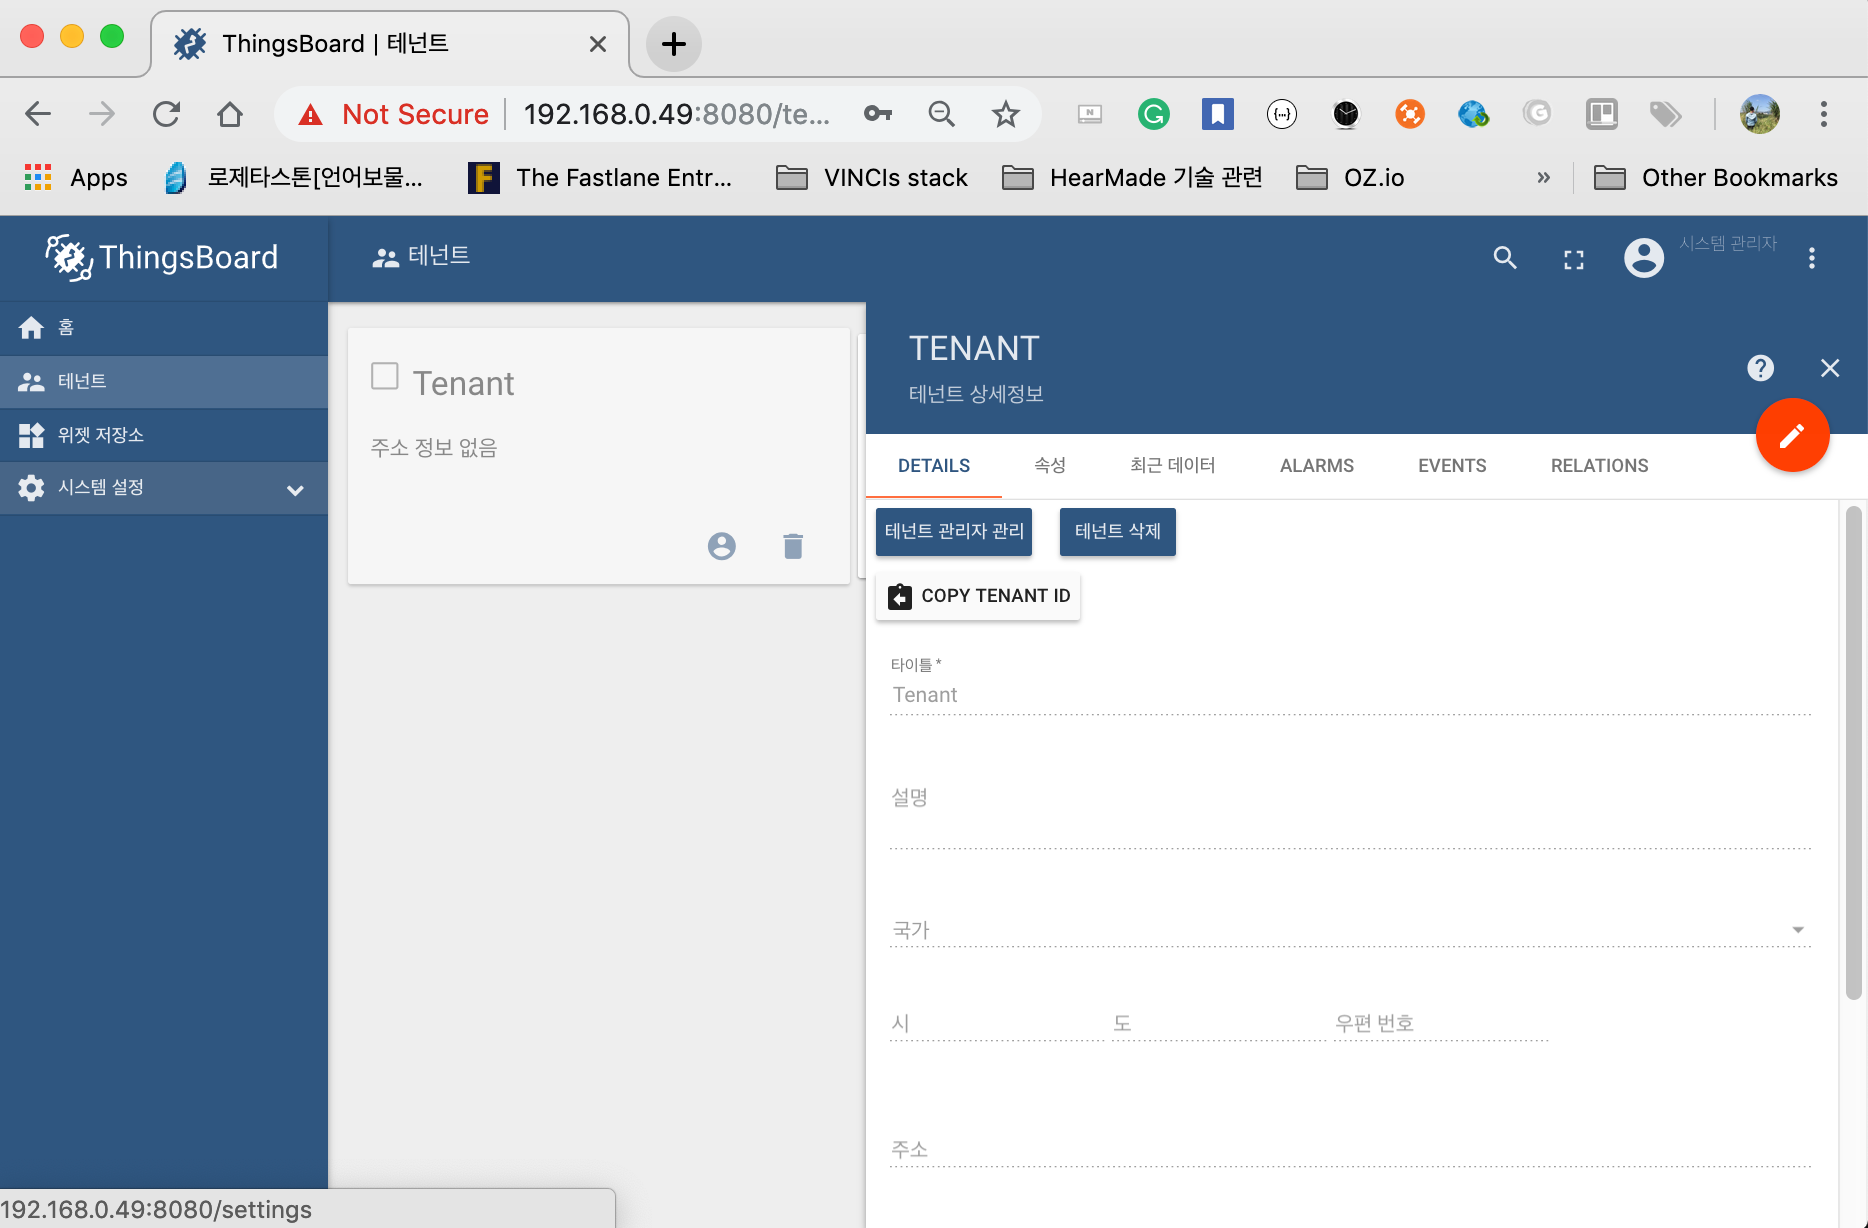 ThingsBoard | 테넌트
Not Secure
192.168.0.49:8080/te...
Apps
로제타스톤[언어보물...
The Fastlane Entr...
VINCIs stack
HearMade 기술 관련
OZ.io
»
Other Bookmarks
ThingsBoard
테넌트
시스템 관리자
홈
테넌트
위젯 저장소
시스템 설정
Tenant
주소 정보 없음
TENANT
테넌트 상세정보
DETAILS
속성
최근 데이터
ALARMS
EVENTS
RELATIONS
테넌트 관리자 관리
테넌트 삭제
COPY TENANT ID
타이틀 *
Tenant
설명
국가
시
도
우편 번호
주소
192.168.0.49:8080/settings